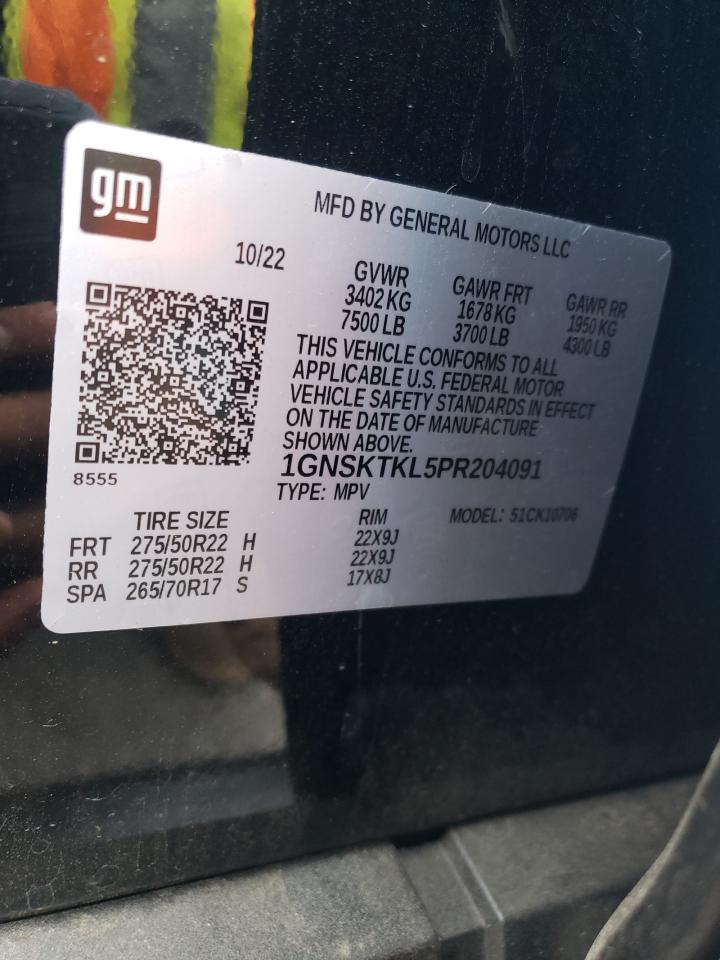 gm
MFD BY GENERAL MOTORS LLC
10/22
GVWR GAWR FRT GAWR RR
3402 KG 1678 KG 1950 KG
7500 LB 3700 LB 4300 LB
THIS VEHICLE CONFORMS TO ALL
APPLICABLE U.S. FEDERAL MOTOR
VEHICLE SAFETY STANDARDS IN EFFECT
ON THE DATE OF MANUFACTURE
SHOWN ABOVE.
8555
1GNSKTKL5PR204091
TYPE: MPV
MODEL: 51CK10706
TIRE SIZE RIM
FRT 275/50R22 H 22X9J
RR 275/50R22 H 22X9J
SPA 265/70R17 S 17X8J